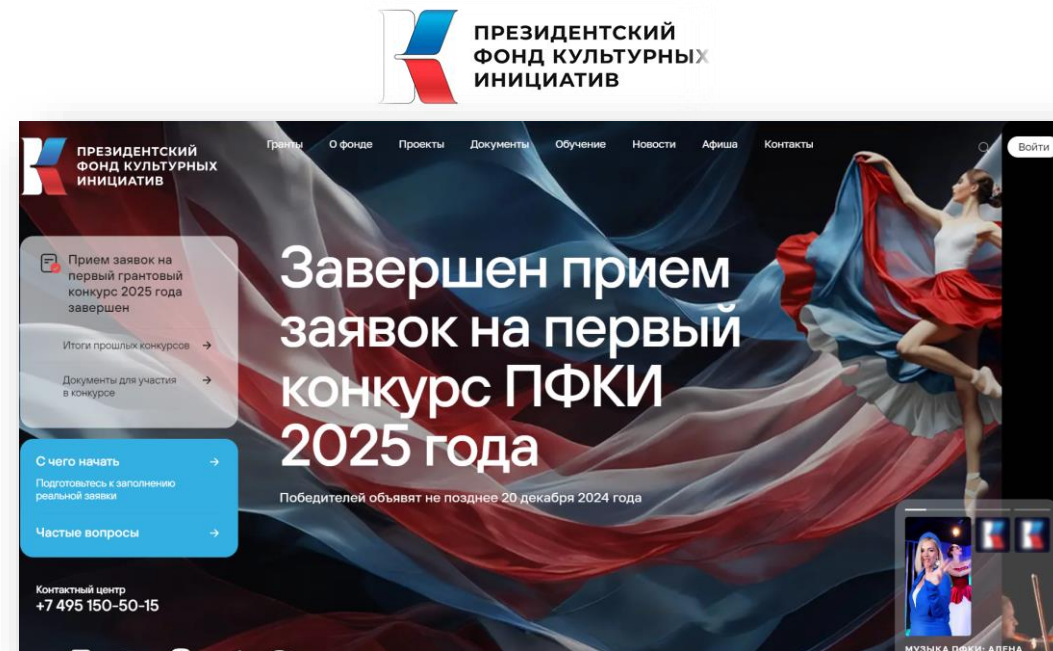 ПРЕЗИДЕНТСКИЙ
ФОНД КУЛЬТУРНЫХ
ИНИЦИАТИВ
ПРЕЗИДЕНТСКИЙ
ФОНД КУЛЬТУРНЫХ
ИНИЦИАТИВ
Гранты О фонде Проекты Документы Обучение Новости Афиша Контакты
Войти
Прием заявок на
первый грантовый
конкурс 2025 года
завершен
Итоги прошлых конкурсов →
Документы для участия →
в конкурсе
Завершен прием
заявок на первый
конкурс ПФКИ
2025 года
Победителей объявят не позднее 20 декабря 2024 года
С чего начать →
Подготовьтесь к заполнению
реальной заявки
Частые вопросы →
Контактный центр
+7 495 150-50-15
МУЗЫКА ПФКИ: АЛЕНА